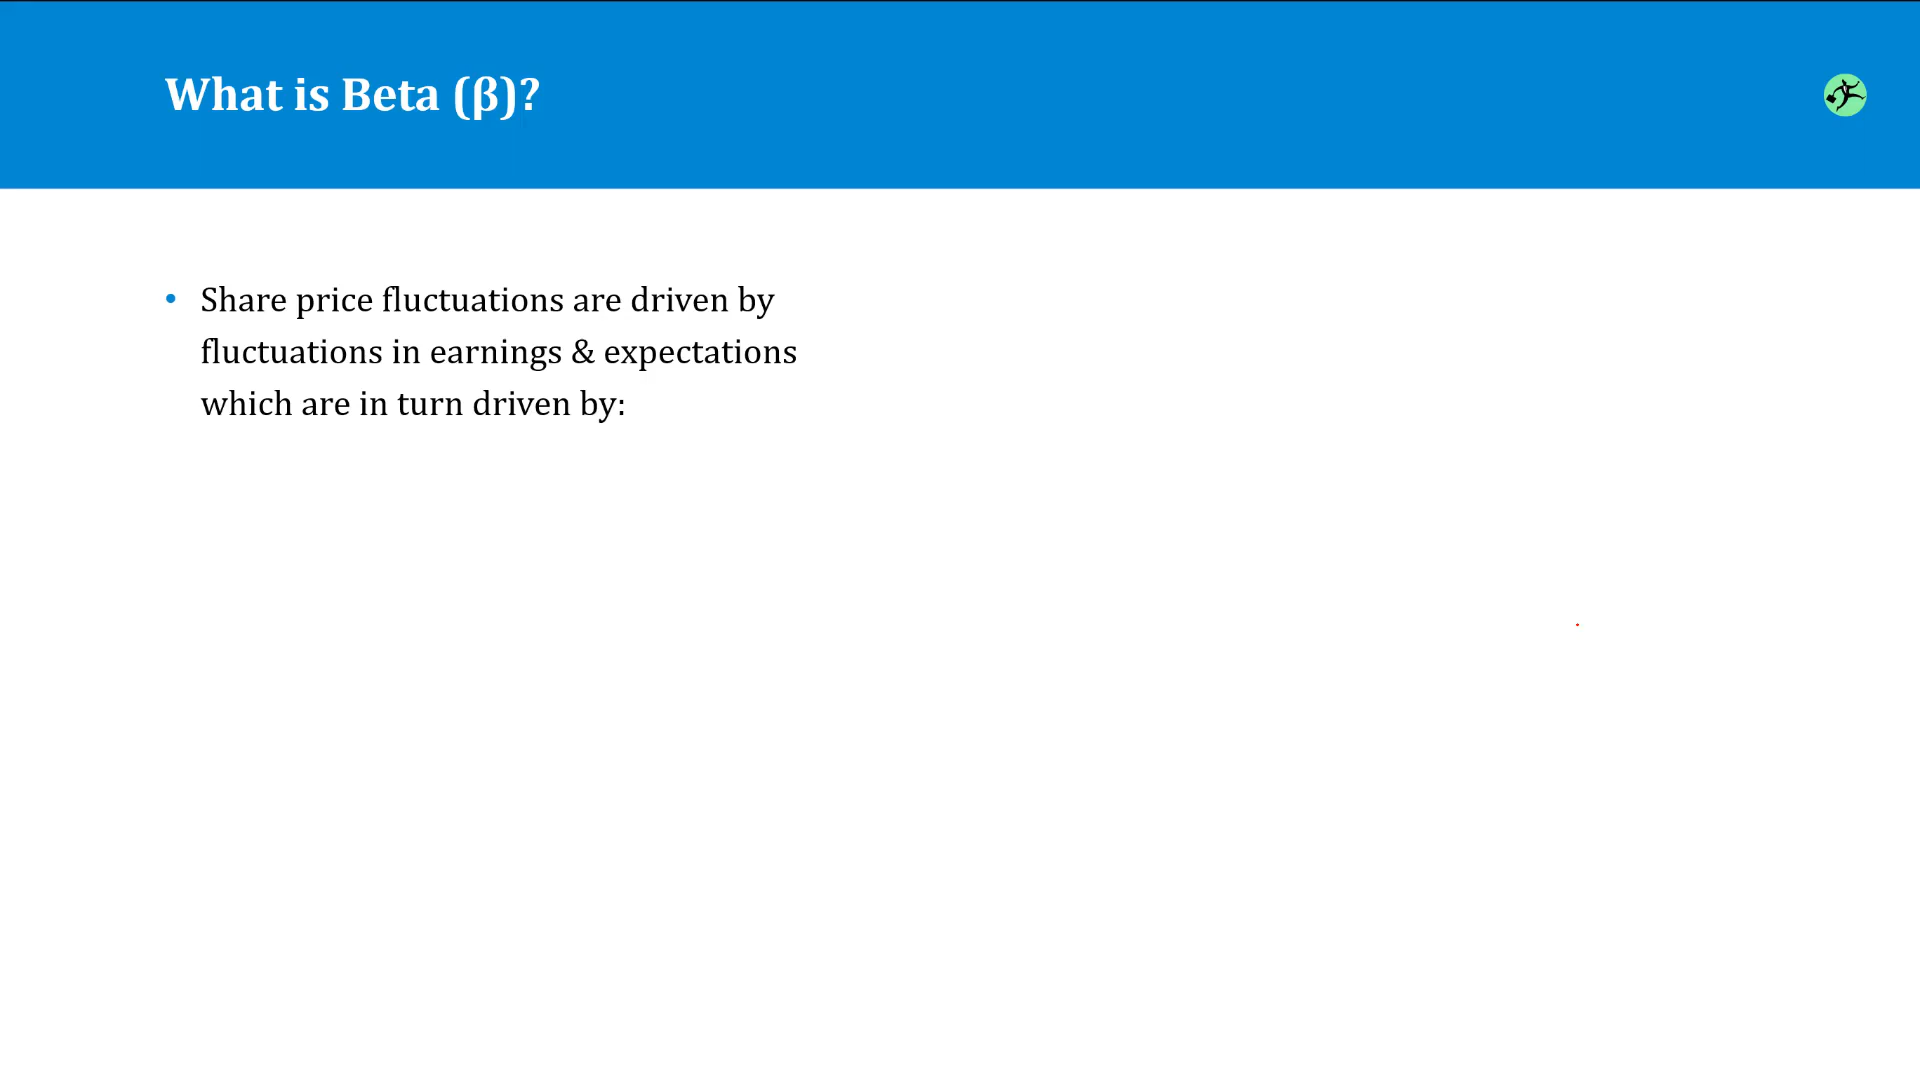 What is Beta (β)?
• Share price fluctuations are driven by
fluctuations in earnings & expectations
which are in turn driven by: